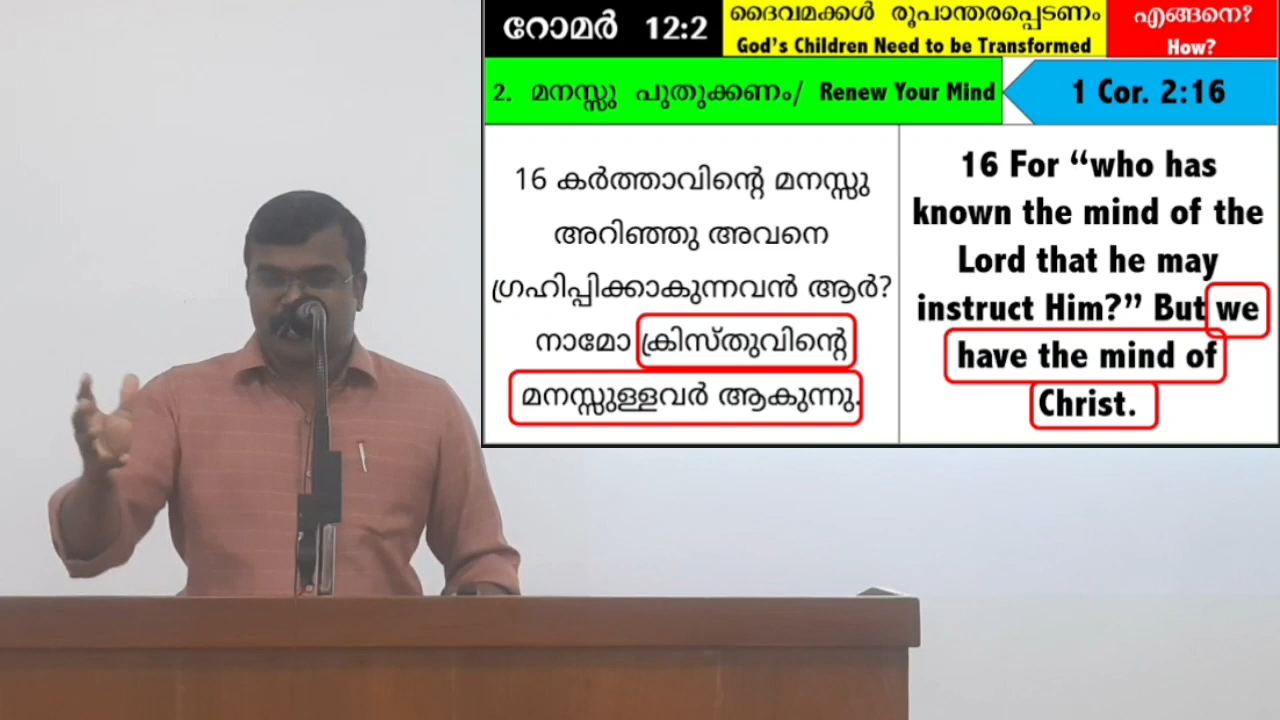 റോമർ 12:2
ദൈവമക്കൾ രൂപാന്തരപ്പെടണം
God's Children Need to be Transformed
എങ്ങനെ?
How?
2. മനസ്സു പുതുക്കണം/ Renew Your Mind
1 Cor. 2:16
16 കർത്താവിന്റെ മനസ്സു
അറിഞ്ഞു അവനെ
ഗ്രഹിപ്പിക്കാകുന്നവൻ ആർ?
നാമോ ക്രിസ്തുവിന്റെ
മനസ്സുള്ളവർ ആകുന്നു.
16 For “who has
known the mind of the
Lord that he may
instruct Him?” But we
have the mind of
Christ.